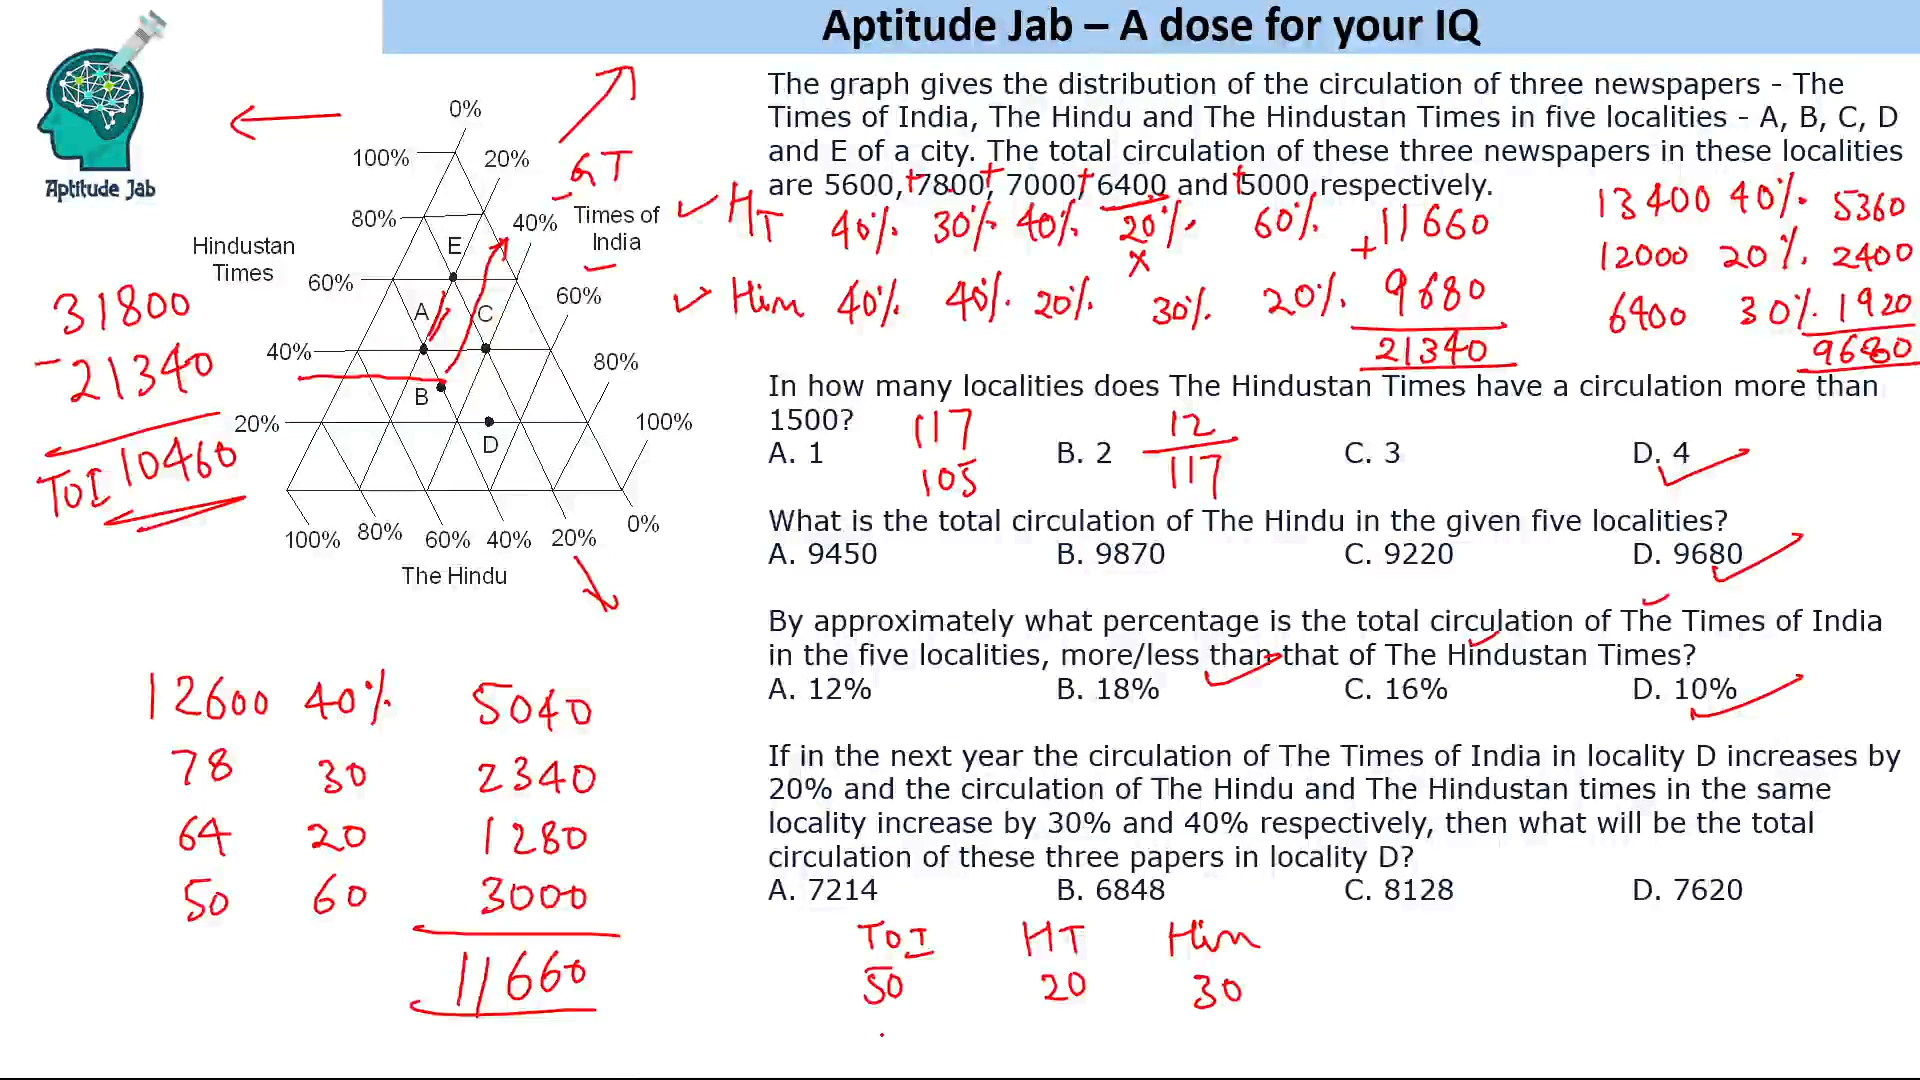 Aptitude Jab – A dose for your IQ
Aptitude Jab
The graph gives the distribution of the circulation of three newspapers - The
Times of India, The Hindu and The Hindustan Times in five localities - A, B, C, D
and E of a city. The total circulation of these three newspapers in these localities
are 5600, 7800, 7000, 6400 and 5000 respectively.
0%
100% 20%
GT
80% 40% Times of
India
Hindustan
Times
E
60% 60%
A C
40% 80%
B
20% 100%
D
0%
100% 80% 60% 40% 20%
The Hindu
31800
- 21340
TOI 10460
HT 40% 30% 40% 20% 60% 11660
x
+
Hin 40% 40% 20% 30% 20% 9680
21340
13400 40% 5360
12000 20% 2400
6400 30% 1920
9680
In how many localities does The Hindustan Times have a circulation more than
1500?
A. 1 B. 2 C. 3 D. 4
117
105
12
117
What is the total circulation of The Hindu in the given five localities?
A. 9450 B. 9870 C. 9220 D. 9680
By approximately what percentage is the total circulation of The Times of India
in the five localities, more/less than that of The Hindustan Times?
A. 12% B. 18% C. 16% D. 10%
12600 40% 5040
78 30 2340
64 20 1280
50 60 3000
11660
If in the next year the circulation of The Times of India in locality D increases by
20% and the circulation of The Hindu and The Hindustan times in the same
locality increase by 30% and 40% respectively, then what will be the total
circulation of these three papers in locality D?
A. 7214 B. 6848 C. 8128 D. 7620
TOI HT Hin
50 20 30